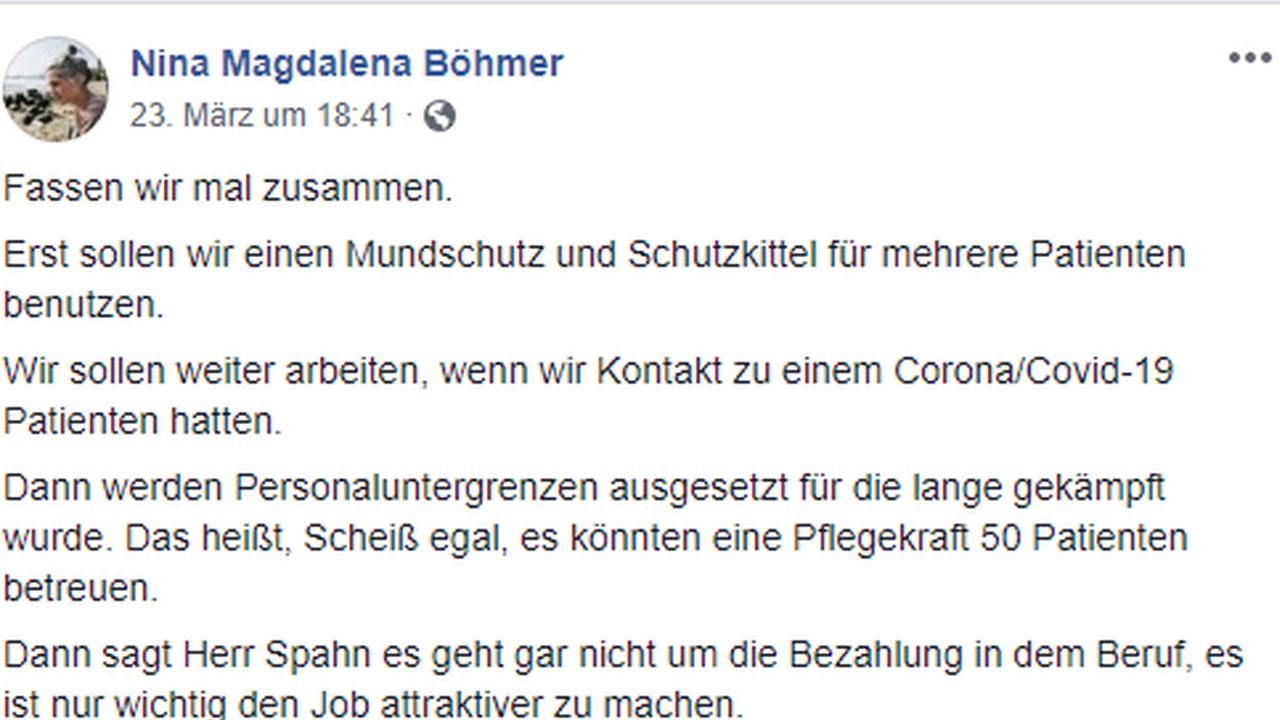 Nina Magdalena Böhmer
23. März um 18:41 ·
Fassen wir mal zusammen.
Erst sollen wir einen Mundschutz und Schutzkittel für mehrere Patienten
benutzen.
Wir sollen weiter arbeiten, wenn wir Kontakt zu einem Corona/Covid-19
Patienten hatten.
Dann werden Personaluntergrenzen ausgesetzt für die lange gekämpft
wurde. Das heißt, Scheiß egal, es könnten eine Pflegekraft 50 Patienten
betreuen.
Dann sagt Herr Spahn es geht gar nicht um die Bezahlung in dem Beruf, es
ist nur wichtig den Job attraktiver zu machen.